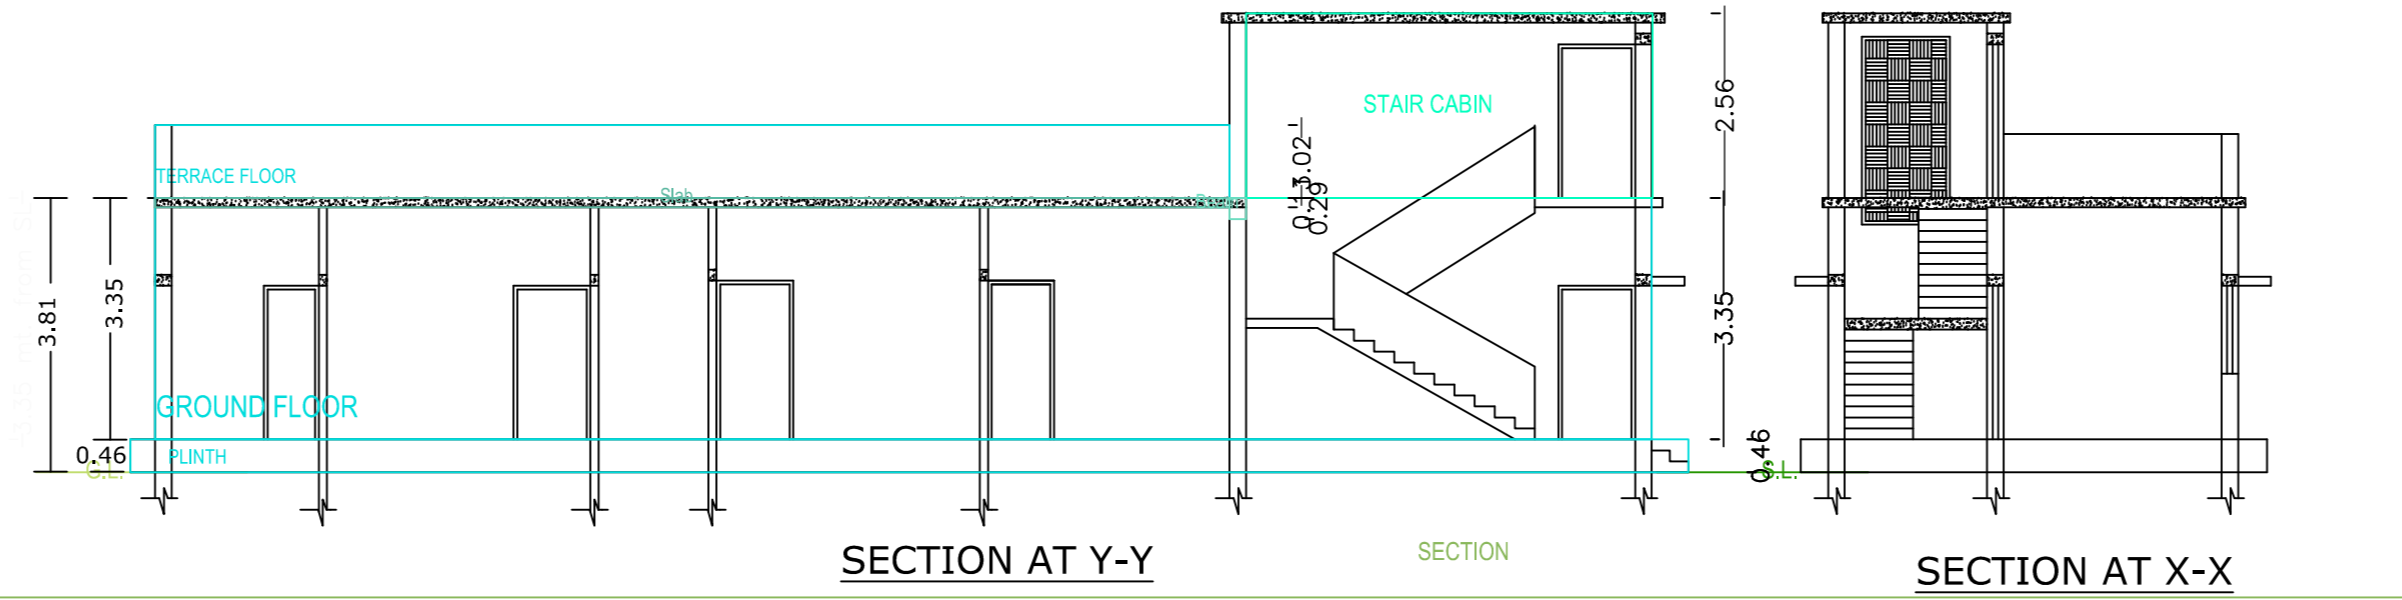 STAIR CABIN
2.56
TERRACE FLOOR
Slab
3.02
0.29
3.81
3.35
3.35
GROUND FLOOR
0.46
PLINTH
G.L.
0.46
G.L.
SECTION AT Y-Y
SECTION
SECTION AT X-X